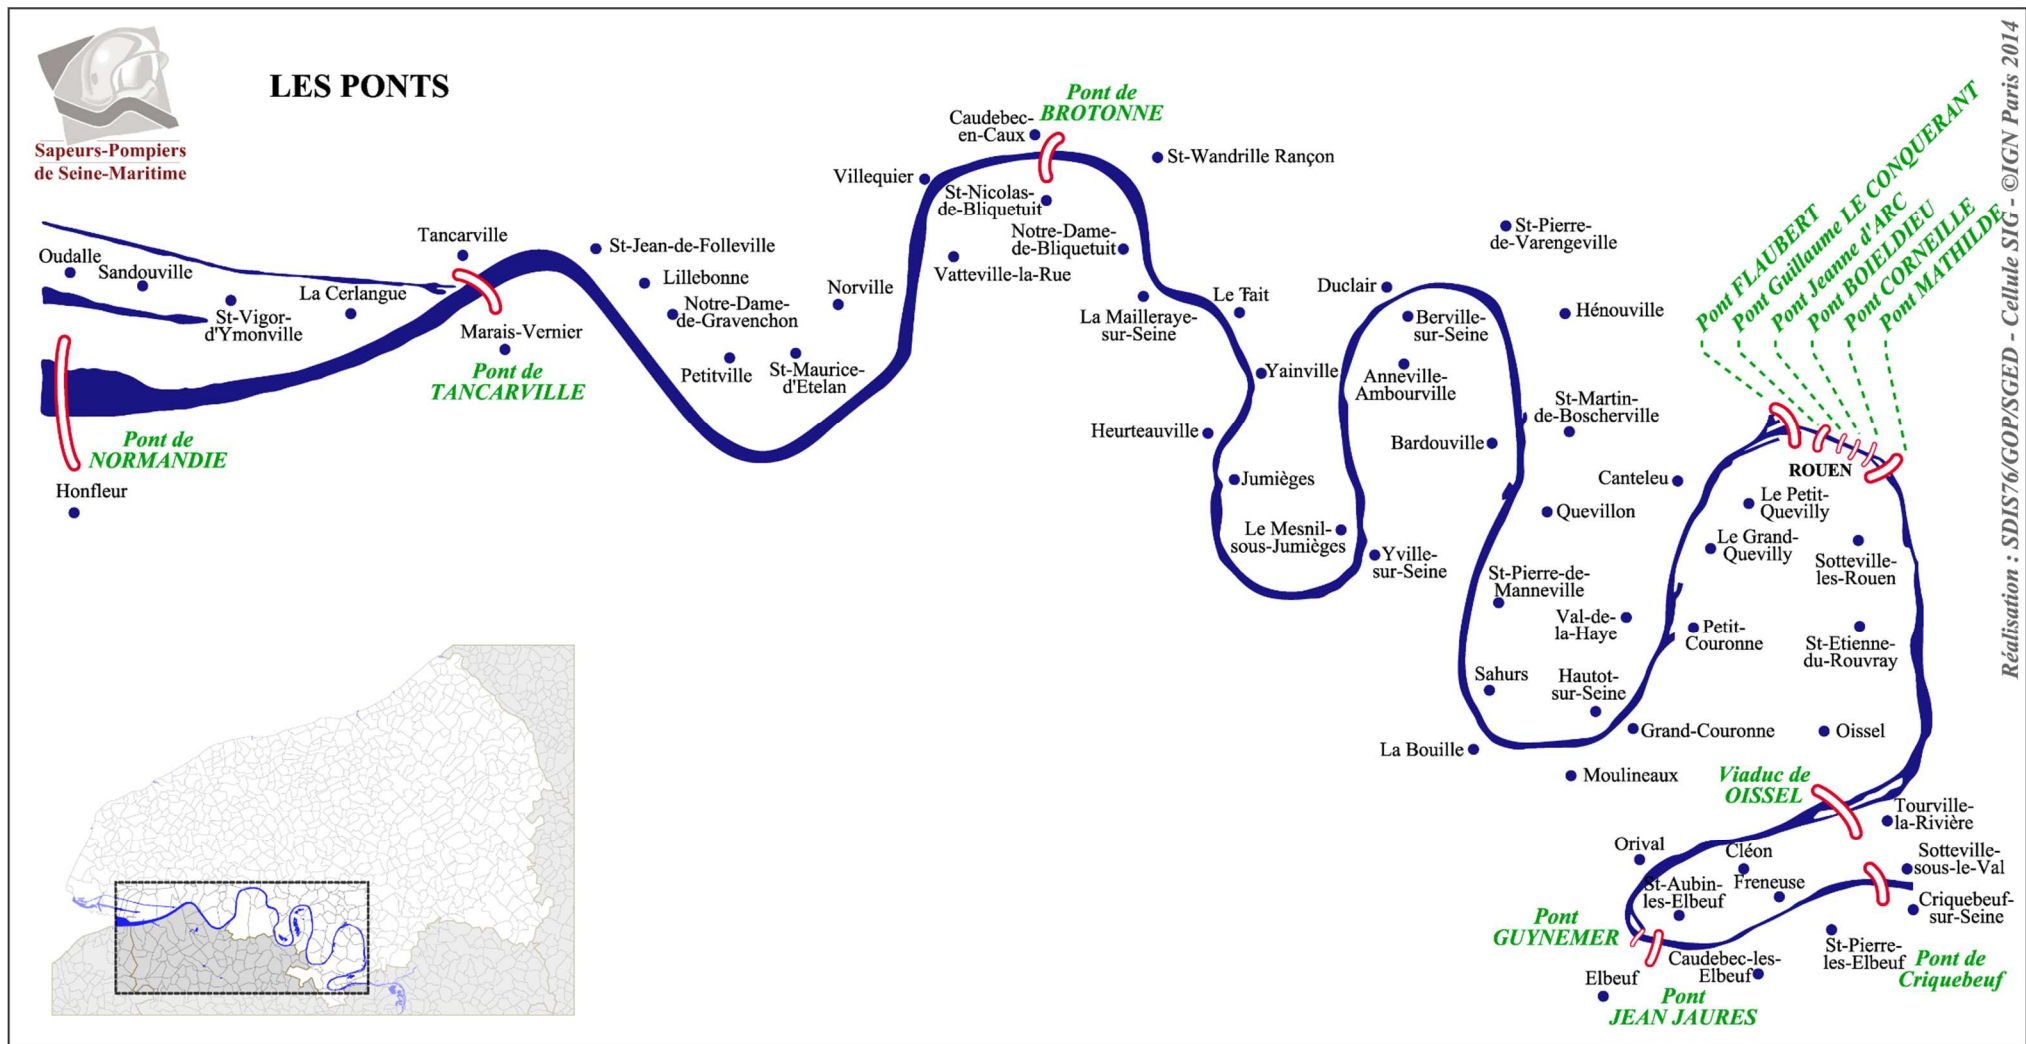 LES PONTS
Sapeurs-Pompiers
de Seine-Maritime
Oudalle
Sandouville
St-Vigor-
d'Ymonville
La Cerlangue
Tancarville
Marais-Vernier
Pont de
TANCARVILLE
Pont de
NORMANDIE
Honfleur
St-Jean-de-Folleville
Lillebonne
Notre-Dame-
de-Gravenchon
Petitville
St-Maurice-
d'Etelan
Norville
Villequier
Caudebec-
en-Caux
Pont de
BROTONNE
St-Nicolas-
de-Bliquetuit
Vatteville-la-Rue
Notre-Dame-
de-Bliquetuit
St-Wandrille Rançon
La Mailleraye-
sur-Seine
Le Trait
Yainville
Heurteauville
Jumièges
Le Mesnil-
sous-Jumièges
Yville-
sur-Seine
Duclair
Berville-
sur-Seine
Anneville-
Ambourville
Bardouville
St-Pierre-
de-Varengeville
Hénouville
St-Martin-
de-Boscherville
Quevillon
Canteleu
St-Pierre-de-
Manneville
Val-de-
la-Haye
Sahurs
Hautot-
sur-Seine
La Bouille
Moulineaux
Grand-Couronne
Petit-
Couronne
Le Grand-
Quevilly
Le Petit-
Quevilly
ROUEN
Pont FLAUBERT
Pont Guillaume LE CONQUERANT
Pont Jeanne d'ARC
Pont BOIELDIEU
Pont CORNEILLE
Pont MATHILDE
Sotteville-
les-Rouen
St-Etienne-
du-Rouvray
Oissel
Viaduc de
OISSEL
Tourville-
la-Rivière
Sotteville-
sous-le-Val
Criquebeuf-
sur-Seine
Orival
Cléon
Freneuse
St-Aubin-
les-Elbeuf
Pont
GUYNEMER
Elbeuf
Caudebec-les-
Elbeuf
Pont
JEAN JAURES
St-Pierre-
les-Elbeuf
Pont de
Criquebeuf
Réalisation : SDIS76/GOP/SGED - Cellule SIG - ©IGN Paris 2014